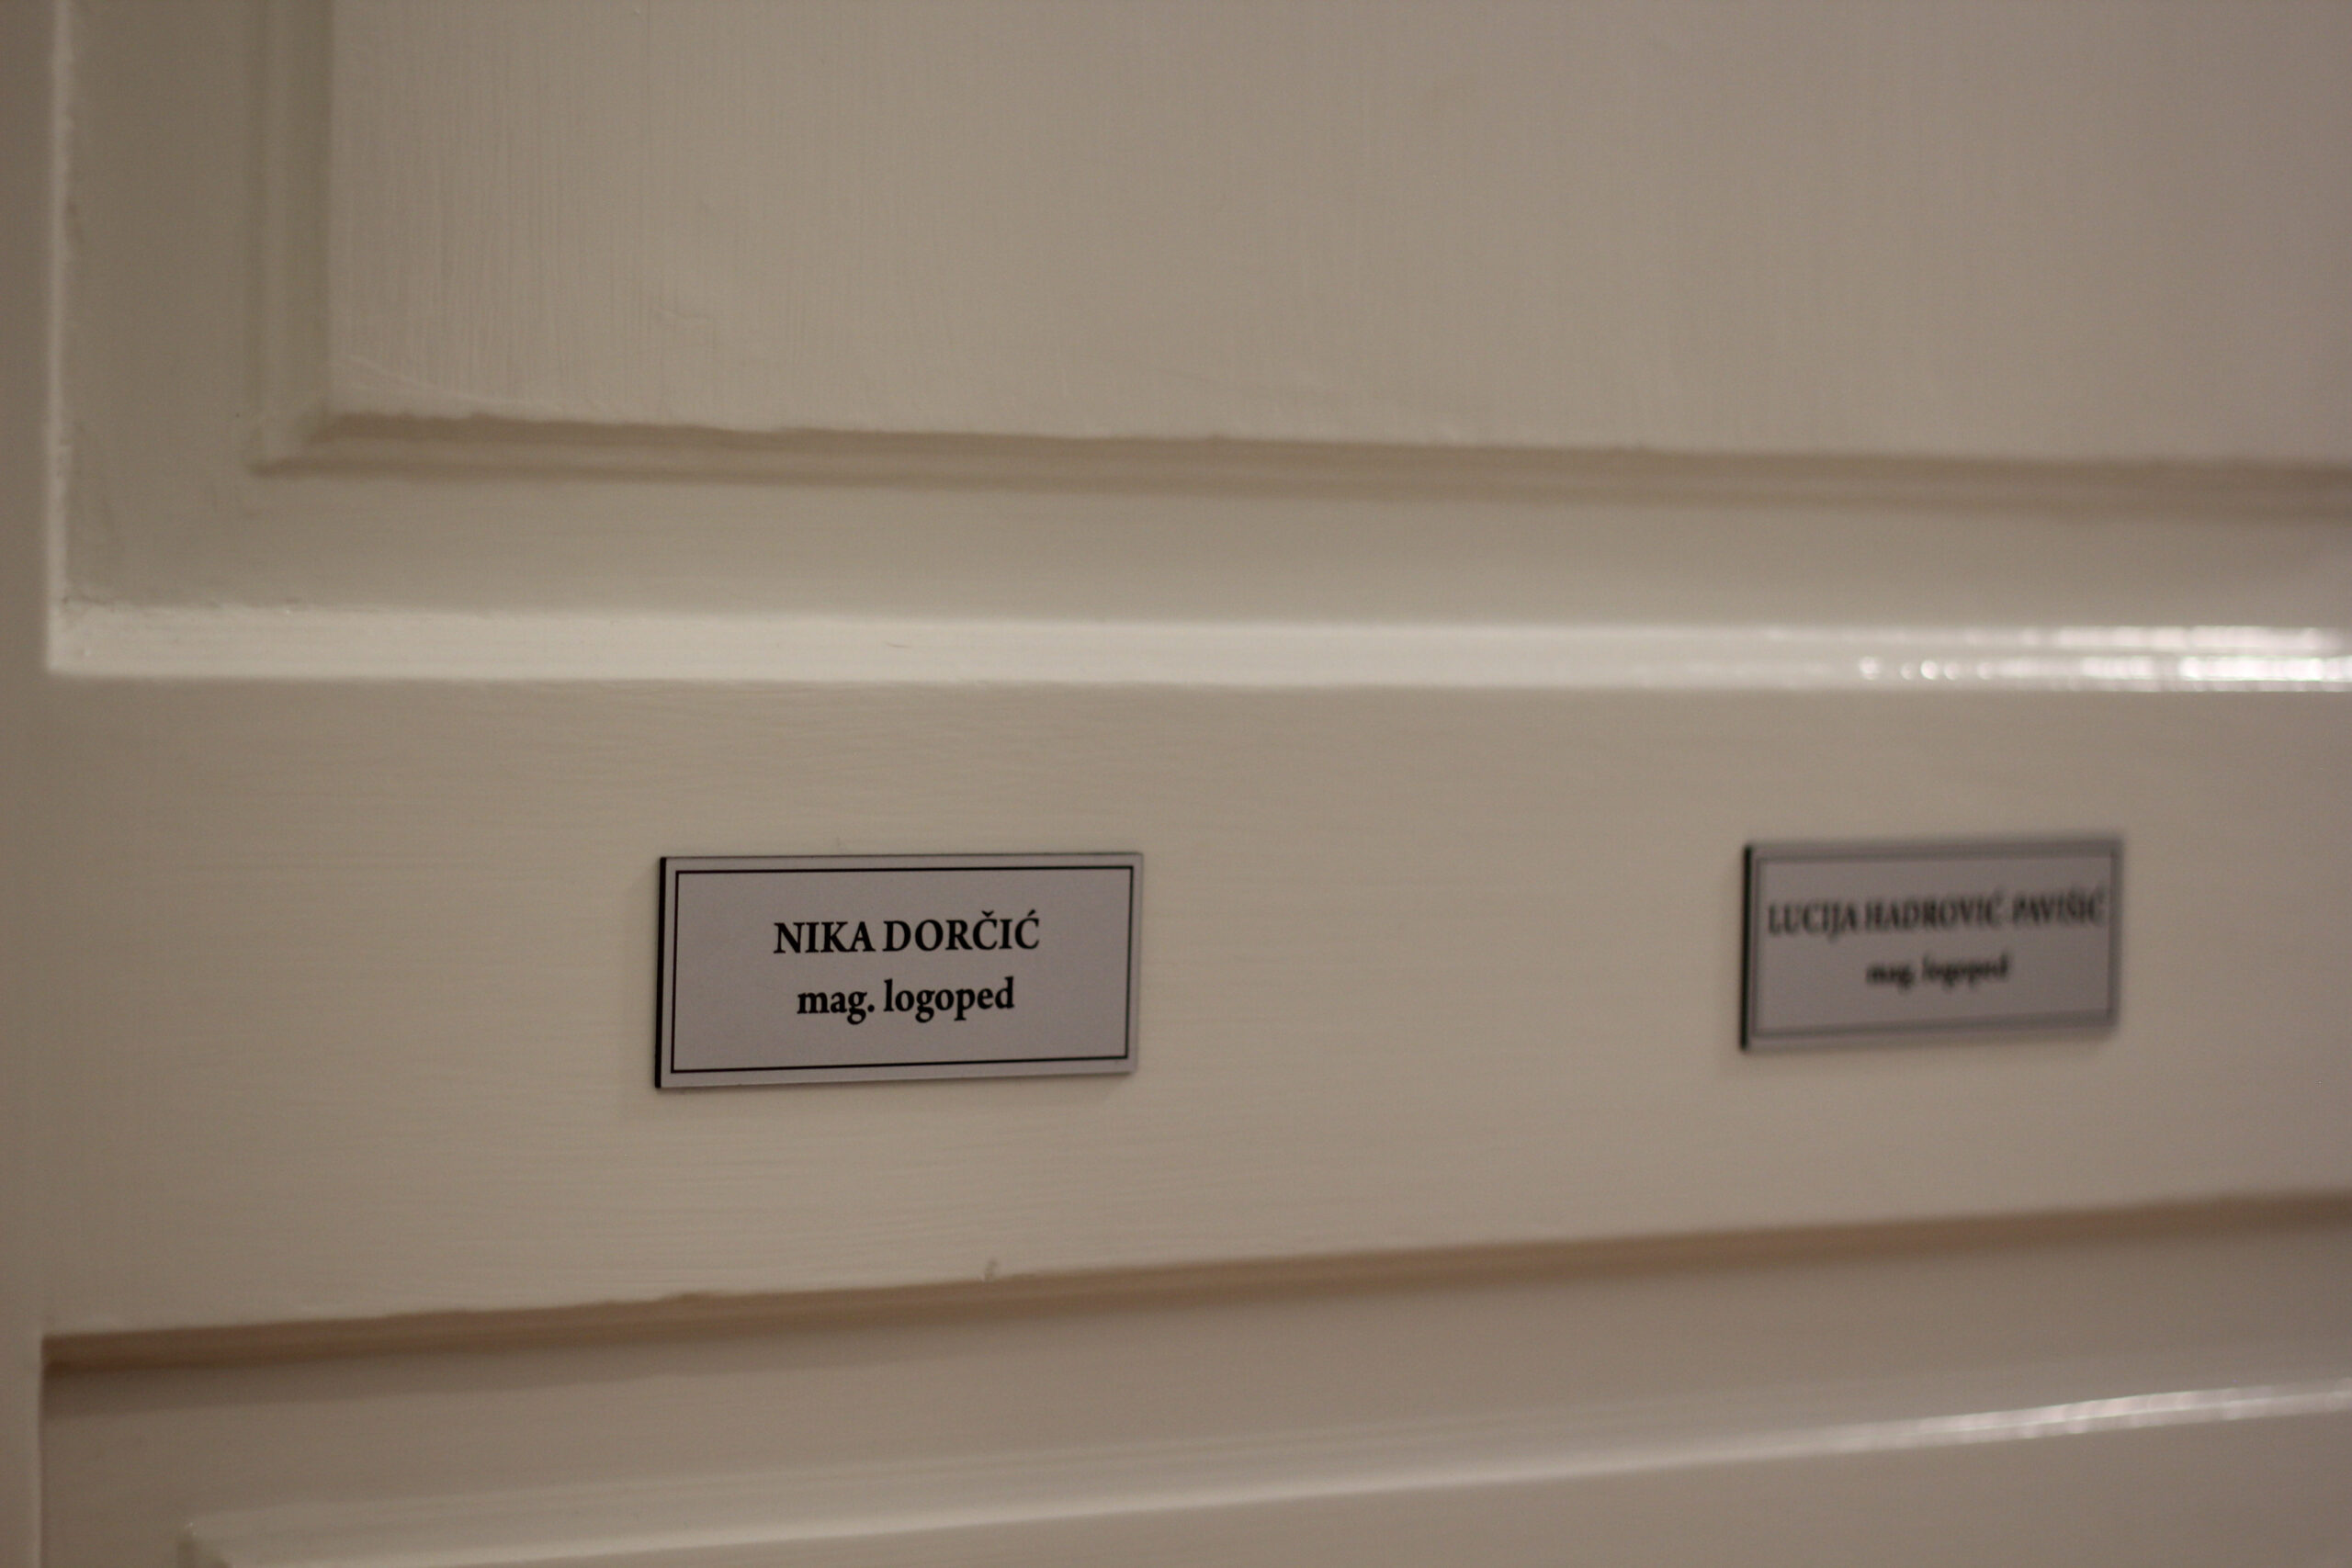 NIKA DORČIĆ
mag. logoped
LUCIJA HADROVIĆ PAVIŠIĆ
mag. logoped